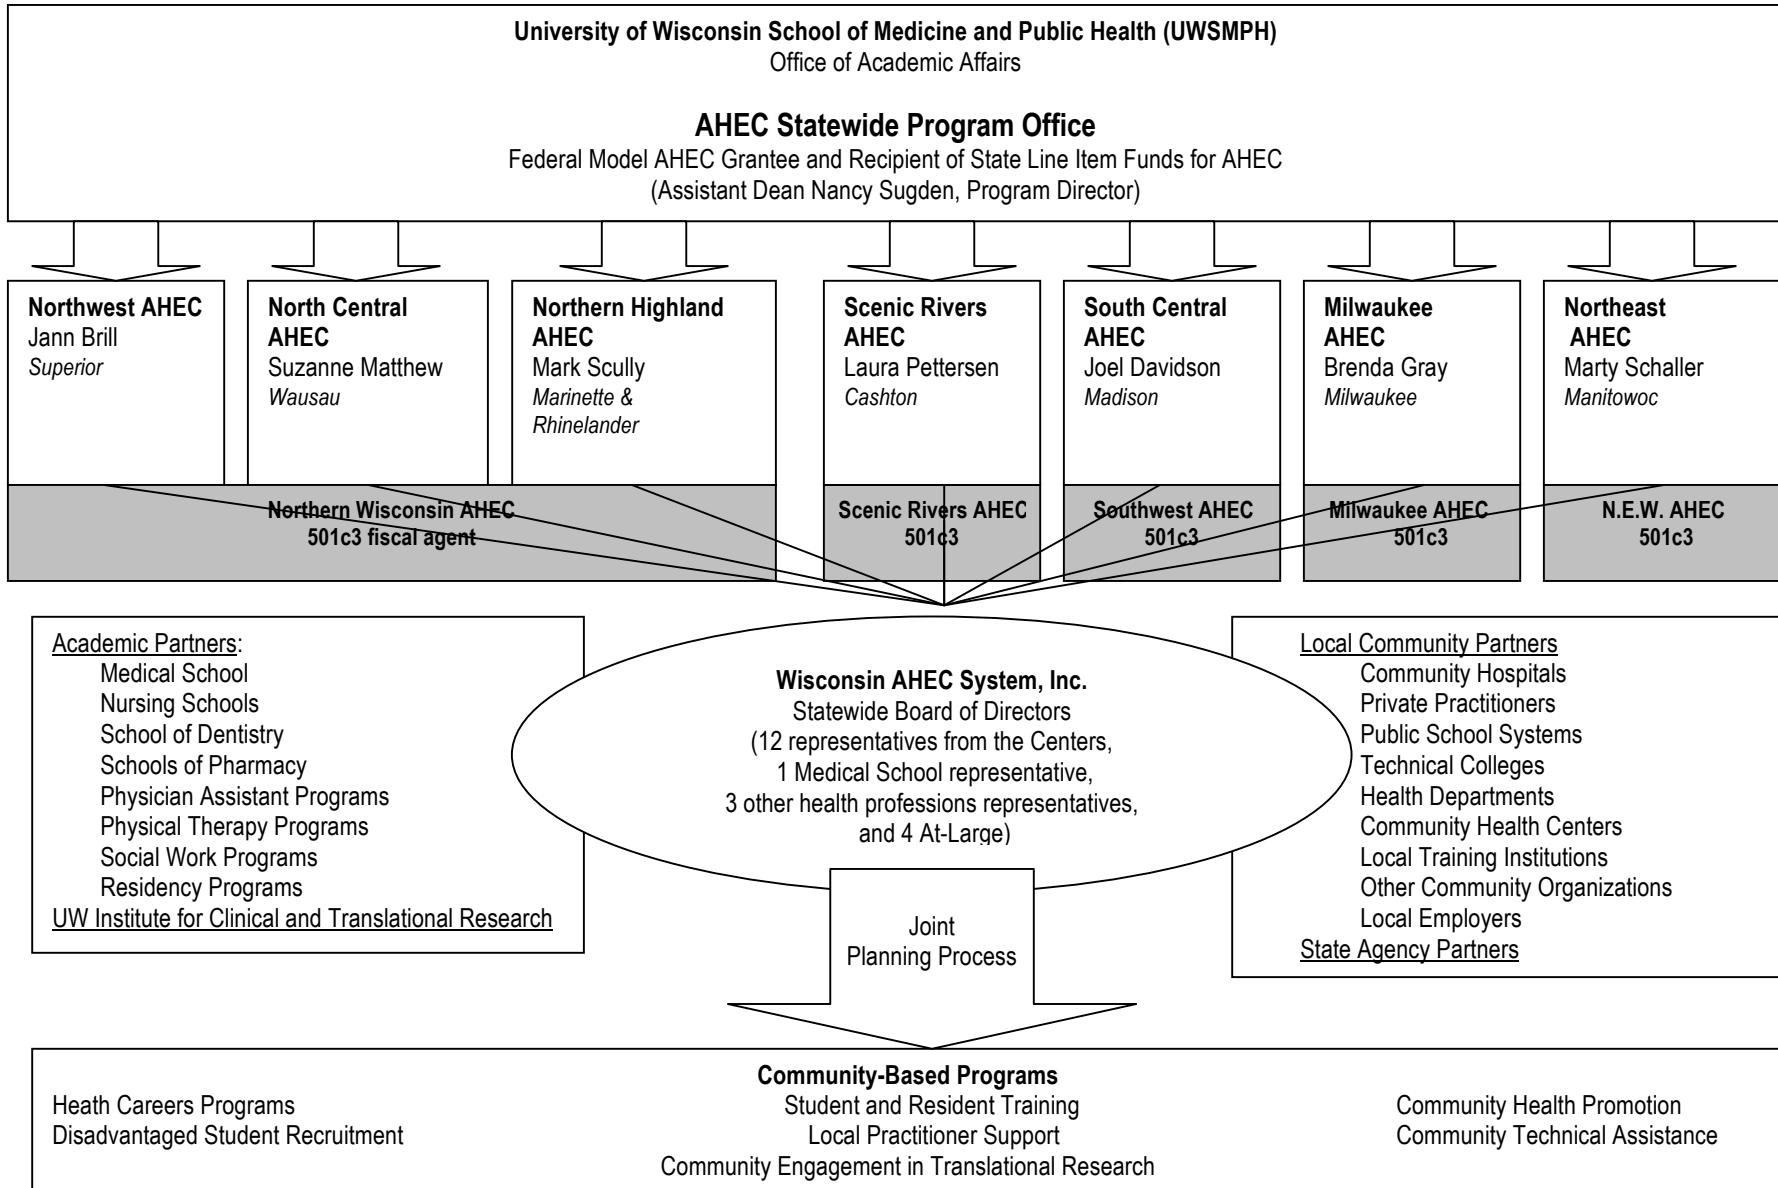 University of Wisconsin School of Medicine and Public Health (UWSMPH)
Office of Academic Affairs
AHEC Statewide Program Office
Federal Model AHEC Grantee and Recipient of State Line Item Funds for AHEC
(Assistant Dean Nancy Sugden, Program Director)
Northwest AHEC
Jann Brill
Superior
North Central
AHEC
Suzanne Matthew
Wausau
Northern Highland
AHEC
Mark Scully
Marinette &
Rhinelander
Scenic Rivers
AHEC
Laura Pettersen
Cashton
South Central
AHEC
Joel Davidson
Madison
Milwaukee
AHEC
Brenda Gray
Milwaukee
Northeast
AHEC
Marty Schaller
Manitowoc
Northern Wisconsin AHEC
501c3 fiscal agent
Scenic Rivers AHEC
501c3
Southwest AHEC
501c3
Milwaukee AHEC
501c3
N.E.W. AHEC
501c3
Academic Partners:
Medical School
Nursing Schools
School of Dentistry
Schools of Pharmacy
Physician Assistant Programs
Physical Therapy Programs
Social Work Programs
Residency Programs
UW Institute for Clinical and Translational Research
Wisconsin AHEC System, Inc.
Statewide Board of Directors
(12 representatives from the Centers,
1 Medical School representative,
3 other health professions representatives,
and 4 At-Large)
Local Community Partners
Community Hospitals
Private Practitioners
Public School Systems
Technical Colleges
Health Departments
Community Health Centers
Local Training Institutions
Other Community Organizations
Local Employers
State Agency Partners
Joint
Planning Process
Community-Based Programs
Heath Careers Programs
Disadvantaged Student Recruitment
Student and Resident Training
Local Practitioner Support
Community Engagement in Translational Research
Community Health Promotion
Community Technical Assistance